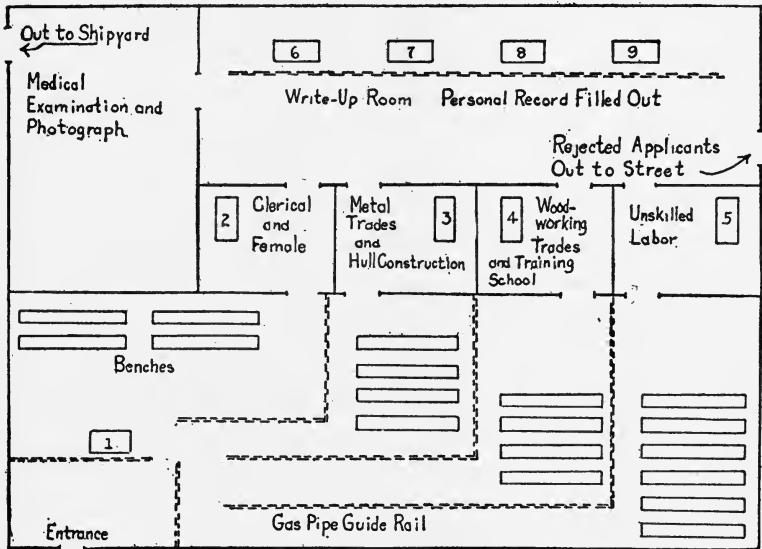 Out to Shipyard
6
7
8
9
Medical
Examination and
Photograph
Write-Up Room
Personal Record Filled Out
Rejected Applicants
Out to Street
2
Clerical
and
Female
Metal
Trades
and
Hull Construction
3
4
Wood-
working
Trades
and Training
School
Unskilled
Labor
5
Benches
1
Entrance
Gas Pipe Guide Rail